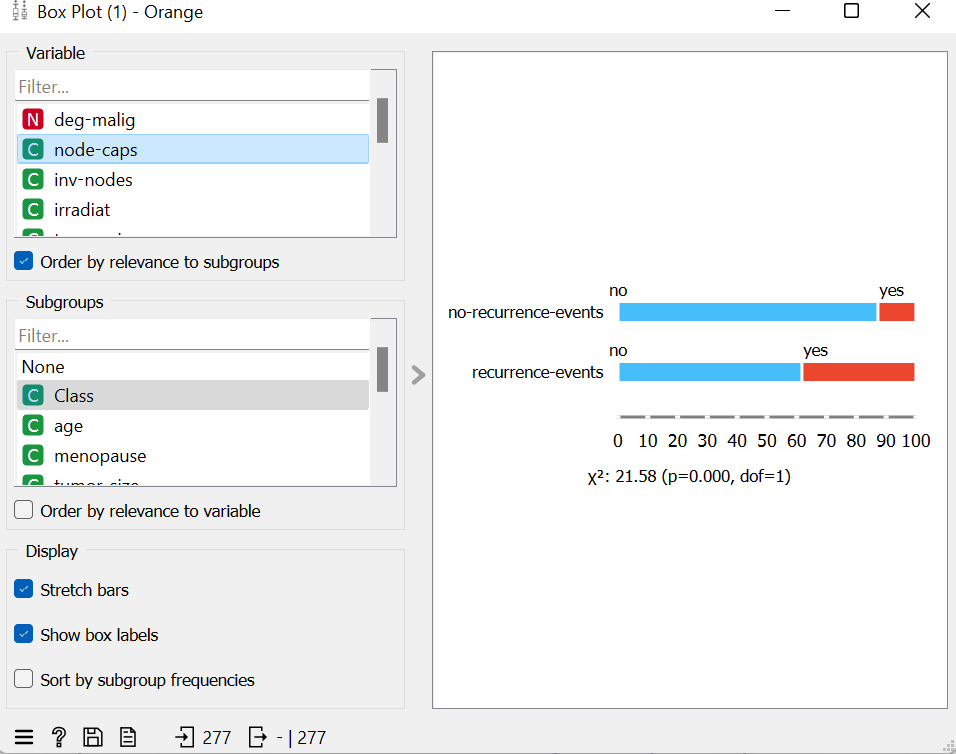 Box Plot (1) - Orange
Variable
Filter...
N deg-malig
C node-caps
C inv-nodes
C irradiat
Order by relevance to subgroups
Subgroups
Filter...
None
C Class
C age
C menopause
C tumor-size
Order by relevance to variable
Display
Stretch bars
Show box labels
Sort by subgroup frequencies
277 - | 277
no yes
no-recurrence-events
no yes
recurrence-events
0 10 20 30 40 50 60 70 80 90 100
χ²: 21.58 (p=0.000, dof=1)